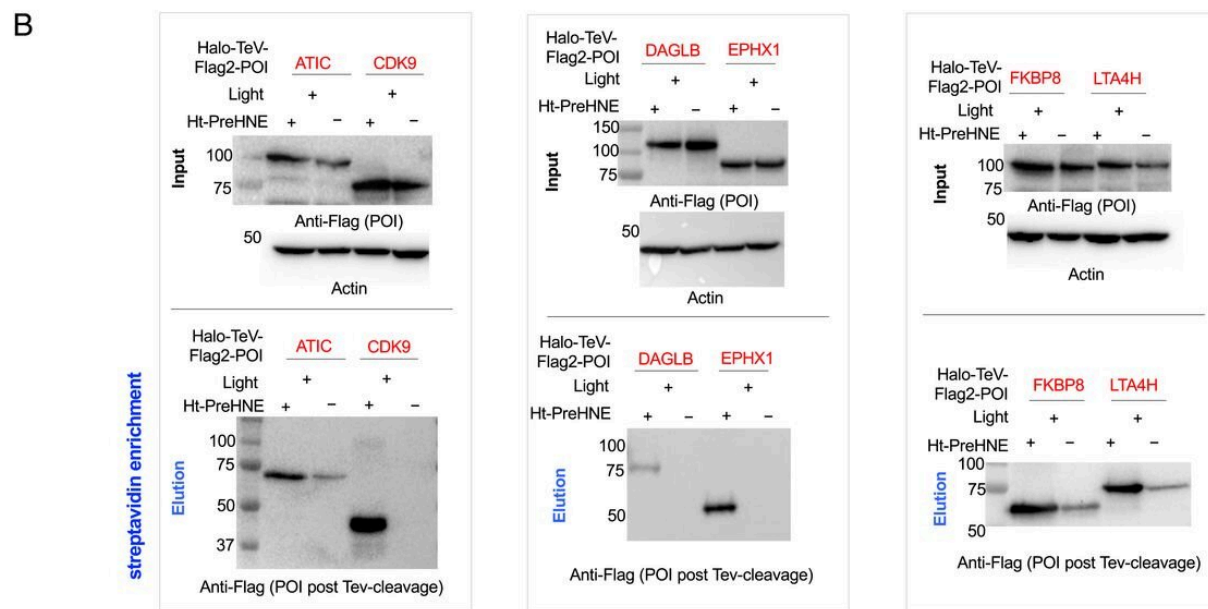 B
Halo-TeV-
Flag2-POI
ATIC CDK9
Light + +
Ht-PreHNE + − + −
Input
100
75
Anti-Flag (POI)
50
Actin
Halo-TeV-
Flag2-POI
DAGLB EPHX1
Light + +
Ht-PreHNE + − + −
Input
150
100
75
Anti-Flag (POI)
50
Actin
Halo-TeV-
Flag2-POI
FKBP8 LTA4H
Light + +
Ht-PreHNE + − + −
Input
100
75
Anti-Flag (POI)
50
Actin
streptavidin enrichment
Halo-TeV-
Flag2-POI
ATIC CDK9
Light + +
Ht-PreHNE + − + −
Elution
100
75
50
37
Anti-Flag (POI post Tev-cleavage)
Halo-TeV-
Flag2-POI
DAGLB EPHX1
Light + +
Ht-PreHNE + − + −
Elution
100
75
50
Anti-Flag (POI post Tev-cleavage)
Halo-TeV-
Flag2-POI
FKBP8 LTA4H
Light + +
Ht-PreHNE + − + −
Elution
100
75
50
Anti-Flag (POI post Tev-cleavage)